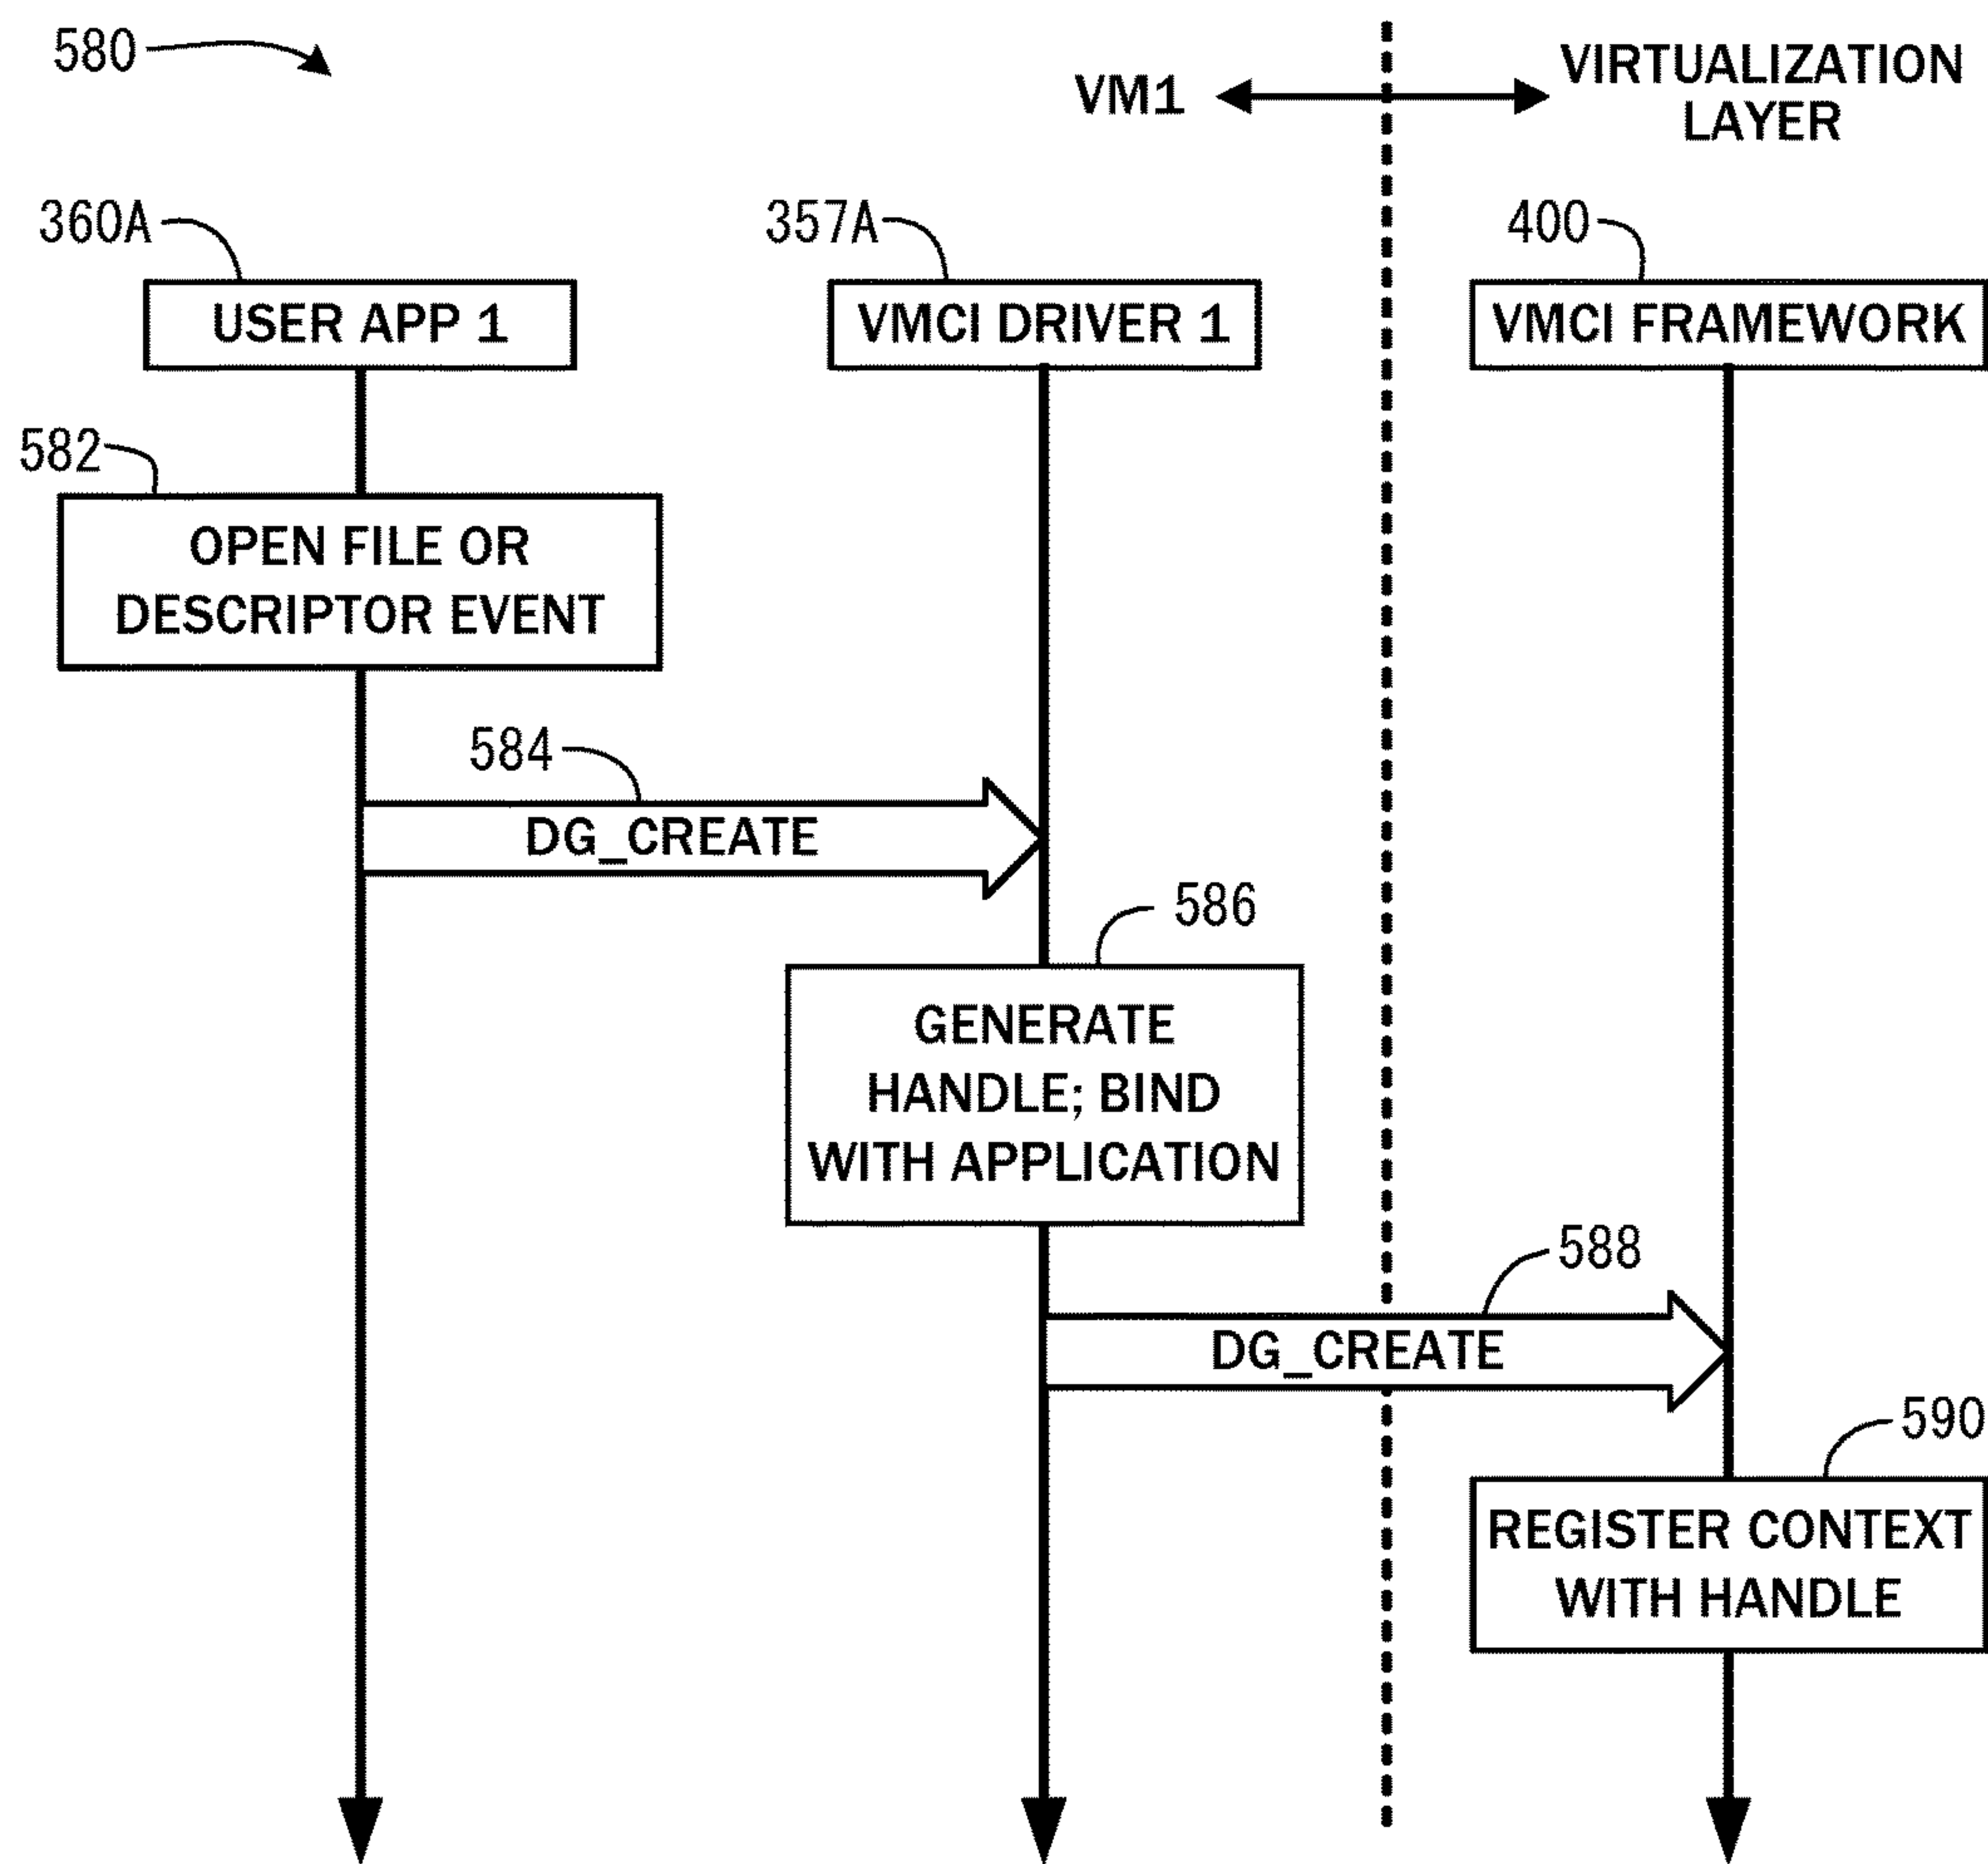 580
VM1
VIRTUALIZATION
LAYER
360A
357A
400
USER APP 1
VMCI DRIVER 1
VMCI FRAMEWORK
582
OPEN FILE OR
DESCRIPTOR EVENT
584
DG_CREATE
586
GENERATE
HANDLE; BIND
WITH APPLICATION
588
DG_CREATE
590
REGISTER CONTEXT
WITH HANDLE